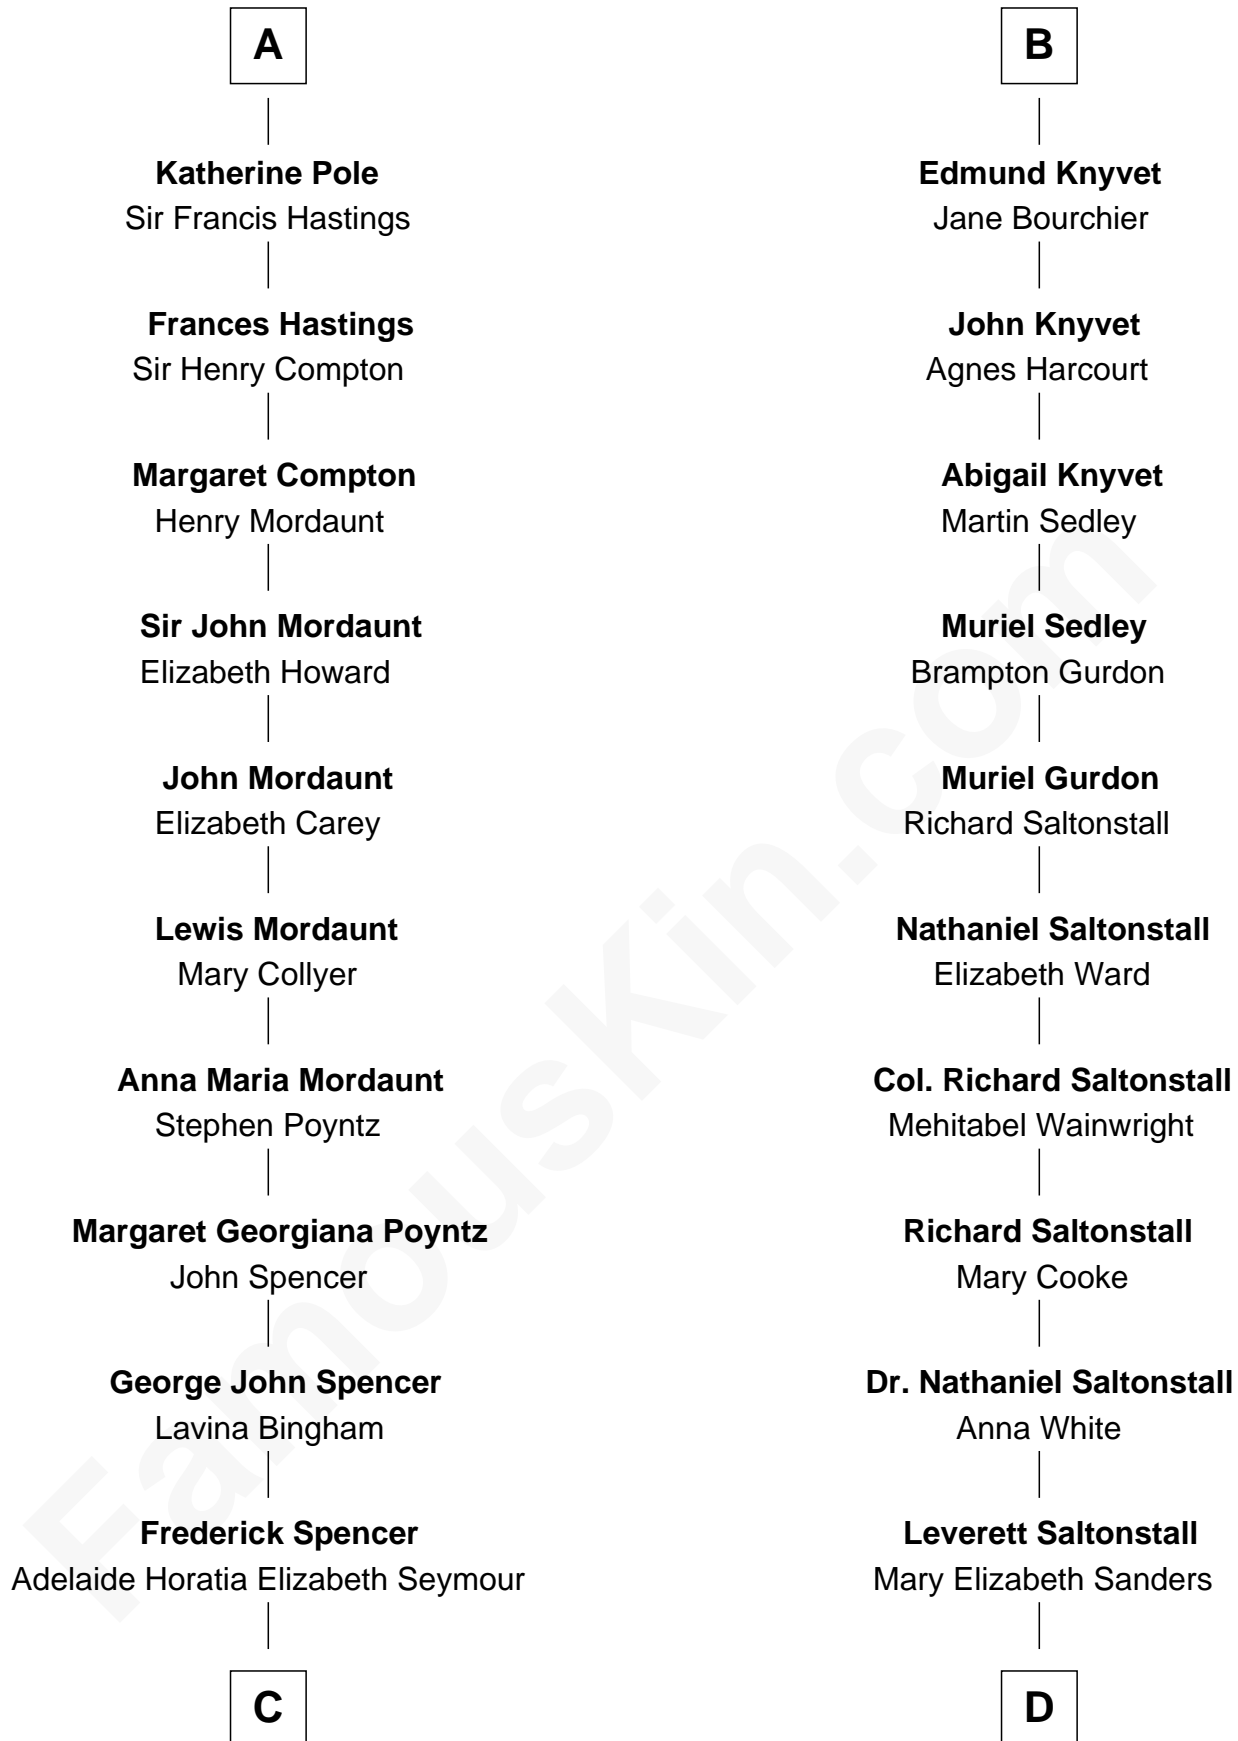 A
Katherine Pole
Sir Francis Hastings
Frances Hastings
Sir Henry Compton
Margaret Compton
Henry Mordaunt
Sir John Mordaunt
Elizabeth Howard
John Mordaunt
Elizabeth Carey
Lewis Mordaunt
Mary Collyer
Anna Maria Mordaunt
Stephen Poyntz
Margaret Georgiana Poyntz
John Spencer
George John Spencer
Lavina Bingham
Frederick Spencer
Adelaide Horatia Elizabeth Seymour
C
B
Edmund Knyvet
Jane Bourchier
John Knyvet
Agnes Harcourt
Abigail Knyvet
Martin Sedley
Muriel Sedley
Brampton Gurdon
Muriel Gurdon
Richard Saltonstall
Nathaniel Saltonstall
Elizabeth Ward
Col. Richard Saltonstall
Mehitabel Wainwright
Richard Saltonstall
Mary Cooke
Dr. Nathaniel Saltonstall
Anna White
Leverett Saltonstall
Mary Elizabeth Sanders
D
FamousKin.com